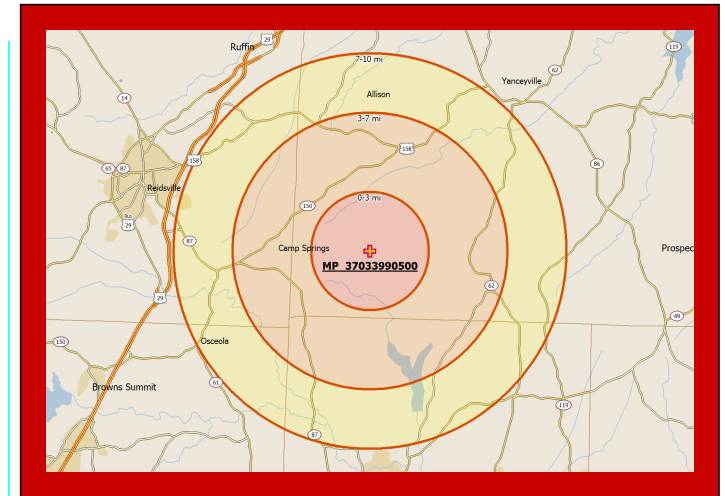 29
Ruffin
119
7-10 mi
62
Yanceyville
14
Allison
3-7 mi
158
158
65
87
86
Reidsville
0-3 mi
150
Bus
29
87
Camp Springs
Prospec
MP 37033990500
62
29
49
150
Osceola
61
Browns Summit
119
87